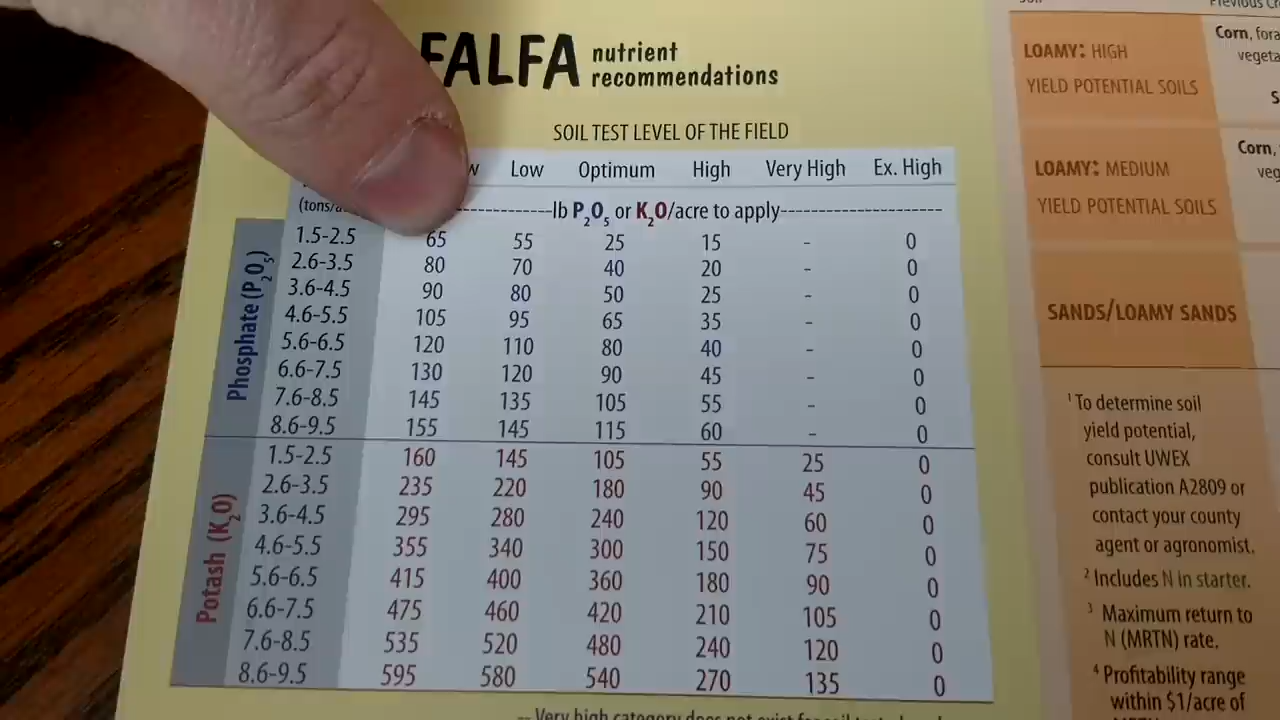 FALFA nutrient
recommendations
SOIL TEST LEVEL OF THE FIELD
Low Optimum High Very High Ex. High
lb P₂O₅ or K₂O/acre to apply
Phosphate (P₂O₅)
1.5-2.5 65 55 25 15 - 0
2.6-3.5 80 70 40 20 - 0
3.6-4.5 90 80 50 25 - 0
4.6-5.5 105 95 65 35 - 0
5.6-6.5 120 110 80 40 - 0
6.6-7.5 130 120 90 45 - 0
7.6-8.5 145 135 105 55 - 0
8.6-9.5 155 145 115 60 - 0
Potash (K₂O)
1.5-2.5 160 145 105 55 25 0
2.6-3.5 235 220 180 90 45 0
3.6-4.5 295 280 240 120 60 0
4.6-5.5 355 340 300 150 75 0
5.6-6.5 415 400 360 180 90 0
6.6-7.5 475 460 420 210 105 0
7.6-8.5 535 520 480 240 120 0
8.6-9.5 595 580 540 270 135 0
-- Very high category does not exist for soil
Previous
LOAMY: HIGH
YIELD POTENTIAL SOILS
Corn,
LOAMY: MEDIUM
YIELD POTENTIAL SOILS
Corn,
SANDS/LOAMY SANDS
¹ To determine soil
yield potential,
consult UWEX
publication A2809 or
contact your county
agent or agronomist.
² Includes N in starter.
³ Maximum return to
N (MRTN) rate.
⁴ Profitability range
within $1/acre of